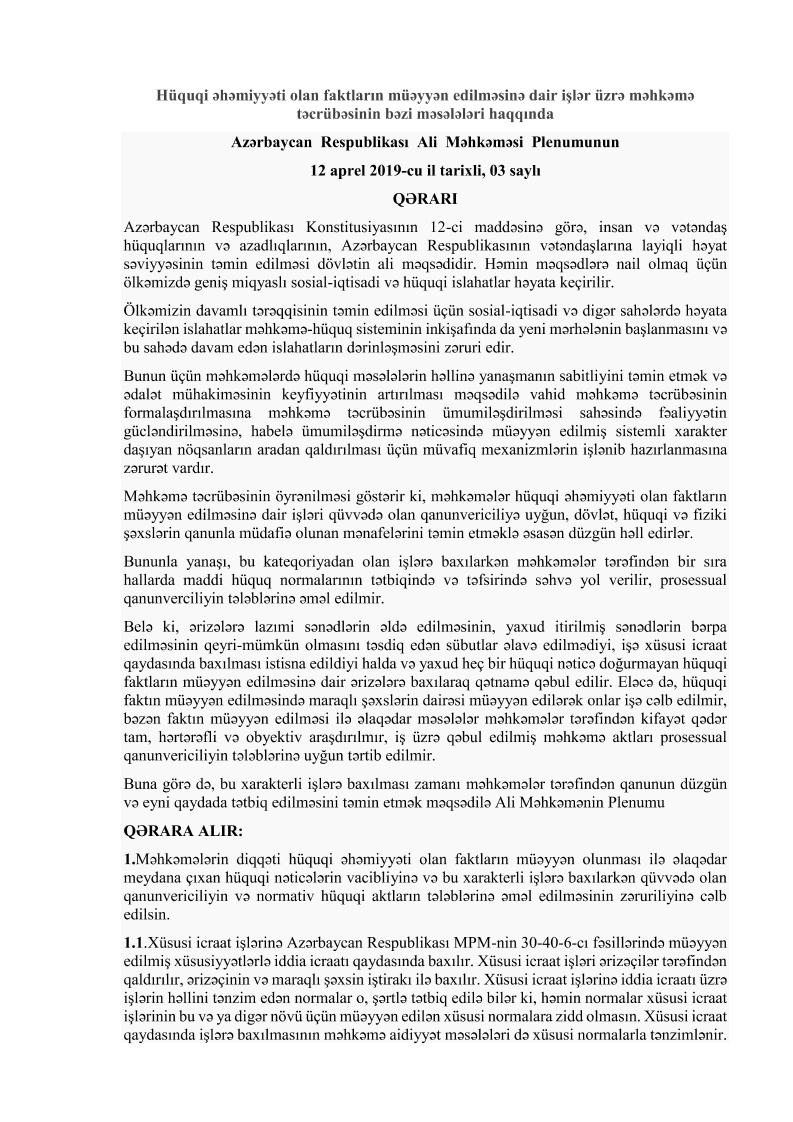 Hüquqi əhəmiyyəti olan faktların müəyyən edilməsinə dair işlər üzrə məhkəmə
təcrübəsinin bəzi məsələləri haqqında
Azərbaycan Respublikası Ali Məhkəməsi Plenumunun
12 aprel 2019-cu il tarixli, 03 saylı
QƏRARI
Azərbaycan Respublikası Konstitusiyasının 12-ci maddəsinə görə, insan və vətəndaş
hüquqlarının və azadlıqlarının, Azərbaycan Respublikasının vətəndaşlarına layiqli həyat
səviyyəsinin təmin edilməsi dövlətin ali məqsədidir. Həmin məqsədlərə nail olmaq üçün
ölkəmizdə geniş miqyaslı sosial-iqtisadi və hüquqi islahatlar həyata keçirilir.
Ölkəmizin davamlı tərəqqisinin təmin edilməsi üçün sosial-iqtisadi və digər sahələrdə həyata
keçirilən islahatlar məhkəmə-hüquq sisteminin inkişafında da yeni mərhələnin başlanmasını və
bu sahədə davam edən islahatların dərinləşməsini zəruri edir.
Bunun üçün məhkəmələrdə hüquqi məsələlərin həllinə yanaşmanın sabitliyini təmin etmək və
ədalət mühakiməsinin keyfiyyətinin artırılması məqsədilə vahid məhkəmə təcrübəsinin
formalaşdırılmasına məhkəmə təcrübəsinin ümumiləşdirilməsi sahəsində fəaliyyətin
gücləndirilməsinə, habelə ümumiləşdirmə nəticəsində müəyyən edilmiş sistemli xarakter
daşıyan nöqsanların aradan qaldırılması üçün müvafiq mexanizmlərin işlənib hazırlanmasına
zərurət vardır.
Məhkəmə təcrübəsinin öyrənilməsi göstərir ki, məhkəmələr hüquqi əhəmiyyəti olan faktların
müəyyən edilməsinə dair işləri qüvvədə olan qanunvericiliyə uyğun, dövlət, hüquqi və fiziki
şəxslərin qanunla müdafiə olunan mənafelərini təmin etməklə əsasən düzgün həll edirlər.
Bununla yanaşı, bu kateqoriyadan olan işlərə baxılarkən məhkəmələr tərəfindən bir sıra
hallarda maddi hüquq normalarının tətbiqində və təfsirində səhvə yol verilir, prosessual
qanunverciliyin tələblərinə əməl edilmir.
Belə ki, ərizələrə lazımi sənədlərin əldə edilməsinin, yaxud itirilmiş sənədlərin bərpa
edilməsinin qeyri-mümkün olmasını təsdiq edən sübutlar əlavə edilmədiyi, işə xüsusi icraat
qaydasında baxılması istisna edildiyi halda və yaxud heç bir hüquqi nəticə doğurmayan hüquqi
faktların müəyyən edilməsinə dair ərizələrə baxılaraq qətnamə qəbul edilir. Eləcə də, hüquqi
faktın müəyyən edilməsində maraqlı şəxslərin dairəsi müəyyən edilərək onlar işə cəlb edilmir,
bəzən faktın müəyyən edilməsi ilə əlaqədar məsələlər məhkəmələr tərəfindən kifayət qədər
tam, hərtərəfli və obyektiv araşdırılmır, iş üzrə qəbul edilmiş məhkəmə aktları prosessual
qanunvericiliyin tələblərinə uyğun tərtib edilmir.
Buna görə də, bu xarakterli işlərə baxılması zamanı məhkəmələr tərəfindən qanunun düzgün
və eyni qaydada tətbiq edilməsini təmin etmək məqsədilə Ali Məhkəmənin Plenumu
QƏRARA ALIR:
1.Məhkəmələrin diqqəti hüquqi əhəmiyyəti olan faktların müəyyən olunması ilə əlaqədar
meydana çıxan hüquqi nəticələrin vacibliyinə və bu xarakterli işlərə baxılarkən qüvvədə olan
qanunvericiliyin və normativ hüquqi aktların tələblərinə əməl edilməsinin zəruriliyinə cəlb
edilsin.
1.1.Xüsusi icraat işlərinə Azərbaycan Respublikası MPM-nin 30-40-6-cı fəsillərində müəyyən
edilmiş xüsusiyyətlərlə iddia icraatı qaydasında baxılır. Xüsusi icraat işləri ərizəçilər tərəfindən
qaldırılır, ərizəçinin və maraqlı şəxsin iştirakı ilə baxılır. Xüsusi icraat işlərinə iddia icraatı üzrə
işlərin həllini tənzim edən normalar o, şərtlə tətbiq edilə bilər ki, həmin normalar xüsusi icraat
işlərinin bu və ya digər növü üçün müəyyən edilən xüsusi normalara zidd olmasın. Xüsusi icraat
qaydasında işlərə baxılmasının məhkəmə aidiyyət məsələləri də xüsusi normalarla tənzimlənir.